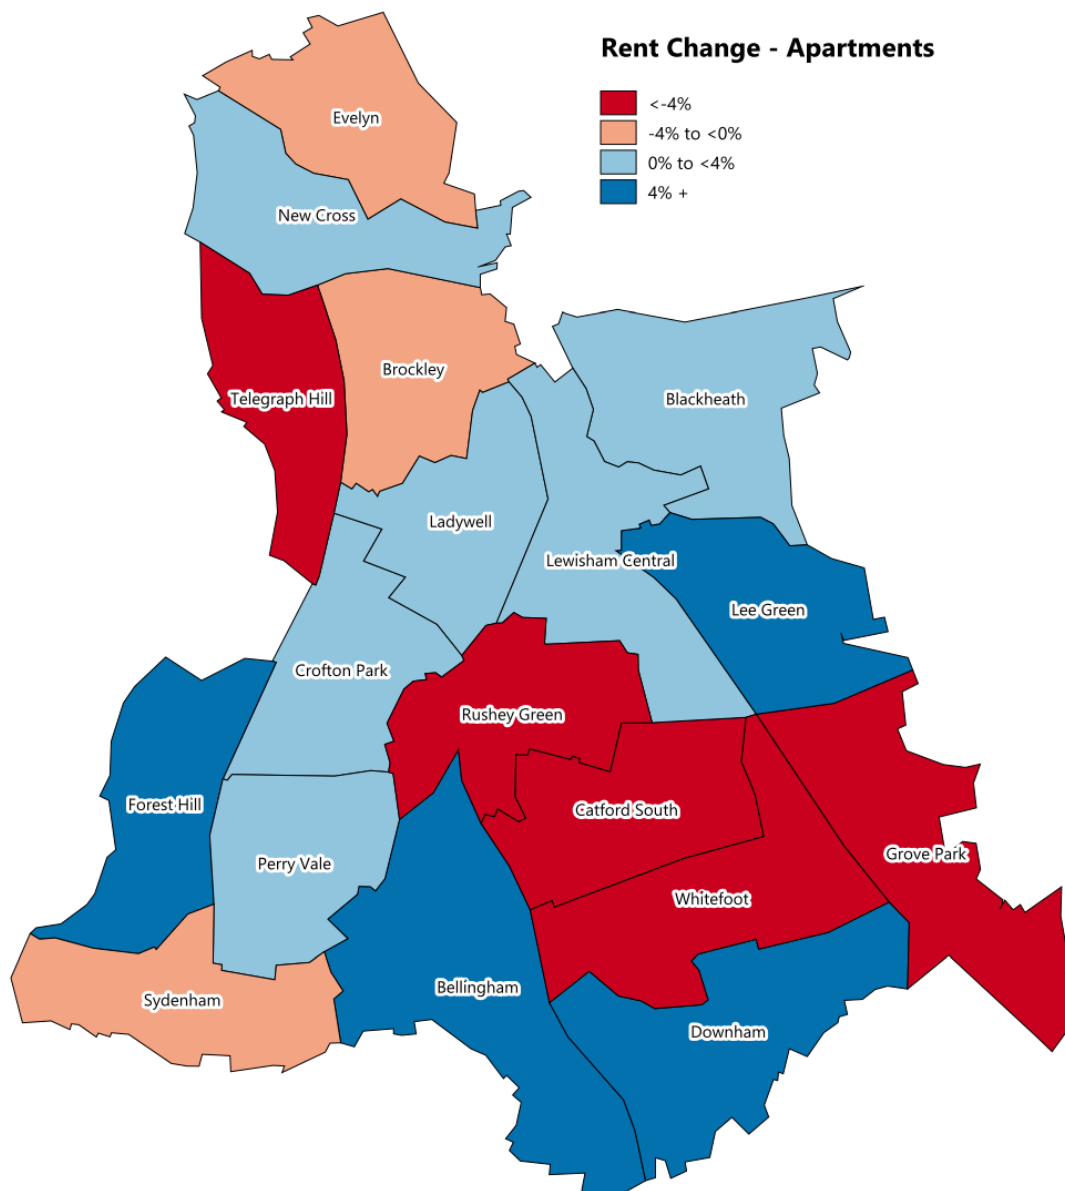 Rent Change - Apartments
<-4%
-4% to <0%
0% to <4%
4% +
Evelyn
New Cross
Brockley
Telegraph Hill
Blackheath
Ladywell
Lewisham Central
Lee Green
Crofton Park
Rushey Green
Forest Hill
Catford South
Perry Vale
Grove Park
Whitefoot
Bellingham
Sydenham
Downham